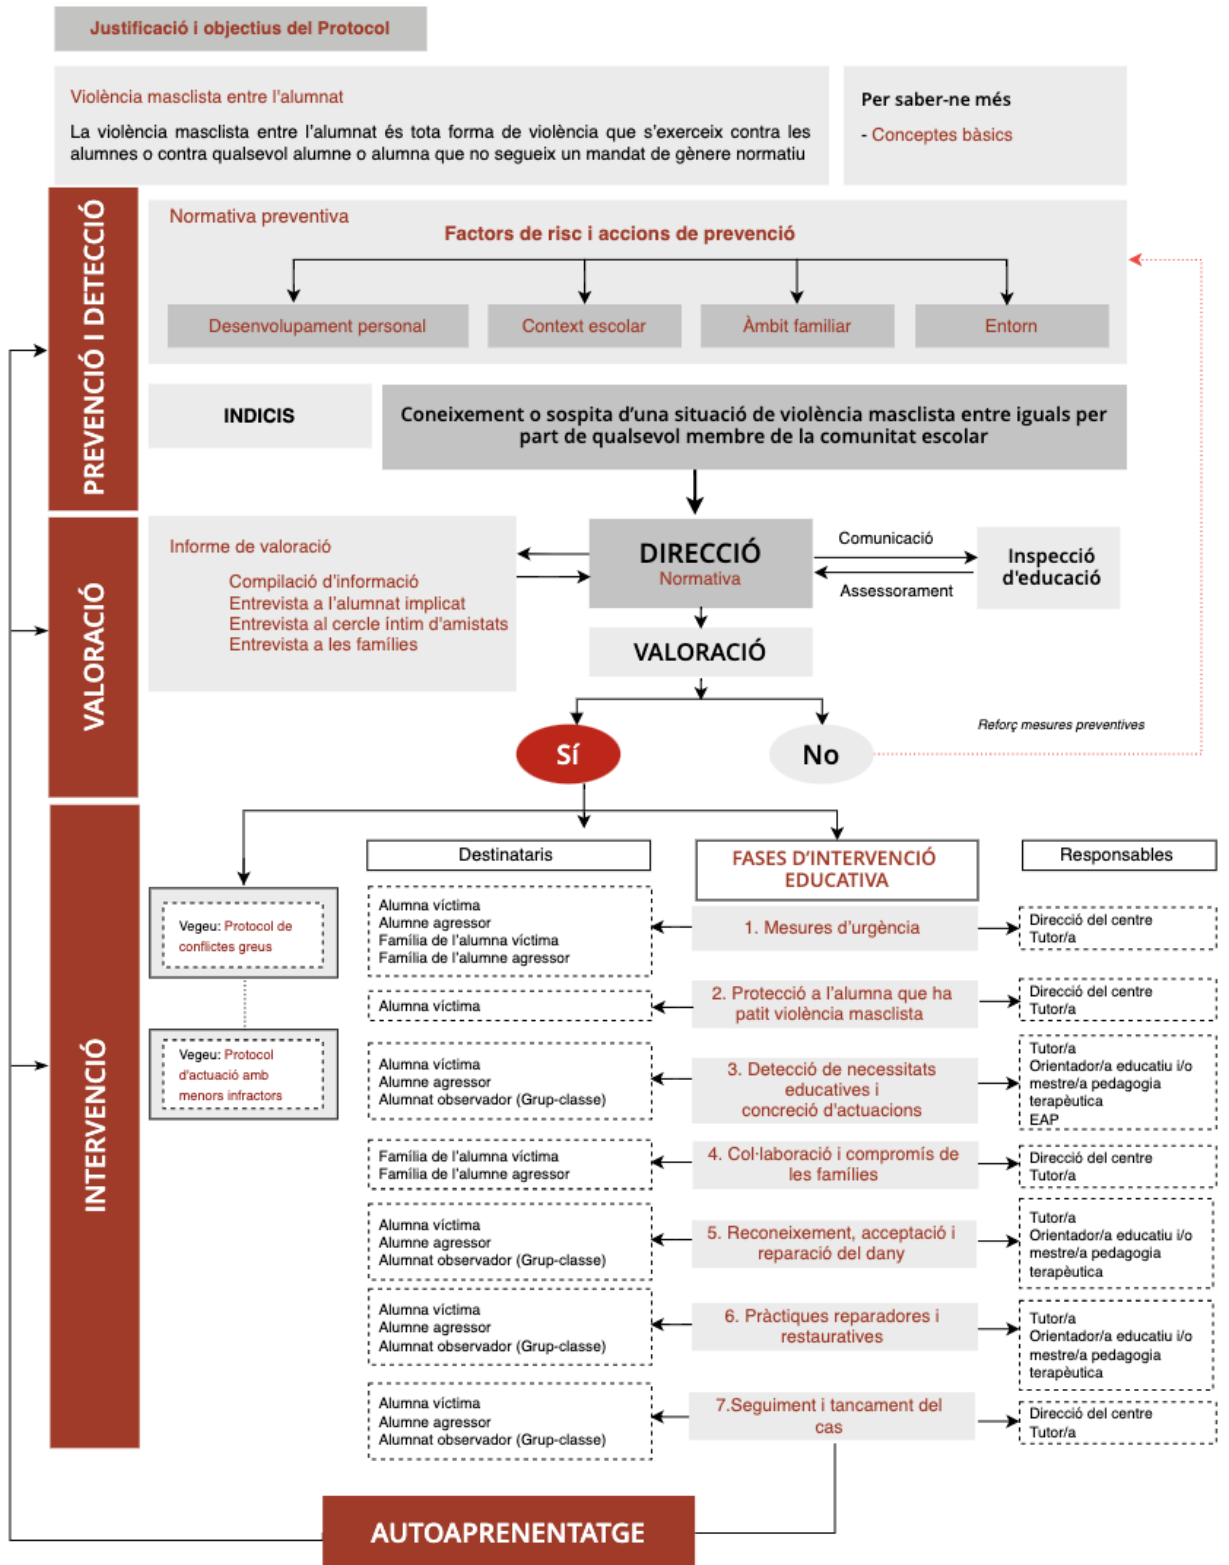 Justificació i objectius del Protocol
Violència masclista entre l'alumnat
La violència masclista entre l'alumnat és tota forma de violència que s'exerceix contra les
alumnes o contra qualsevol alumne o alumna que no segueix un mandat de gènere normatiu
Per saber-ne més
- Conceptes bàsics
PREVENCIÓ I DETECCIÓ
Normativa preventiva
Factors de risc i accions de prevenció
Desenvolupament personal
Context escolar
Àmbit familiar
Entorn
INDICIS
Coneixement o sospita d'una situació de violència masclista entre iguals per
part de qualsevol membre de la comunitat escolar
VALORACIÓ
Informe de valoració
Compilació d'informació
Entrevista a l'alumnat implicat
Entrevista al cercle íntim d'amistats
Entrevista a les famílies
DIRECCIÓ
Normativa
Comunicació
Assessorament
Inspecció
d'educació
VALORACIÓ
Sí
No
Reforç mesures preventives
INTERVENCIÓ
Destinataris
FASES D'INTERVENCIÓ
EDUCATIVA
Responsables
Vegeu: Protocol de
conflictes greus
Vegeu: Protocol
d'actuació amb
menors infractors
Alumna víctima
Alumne agressor
Família de l'alumna víctima
Família de l'alumne agressor
1. Mesures d'urgència
Direcció del centre
Tutor/a
Alumna víctima
2. Protecció a l'alumna que ha
patit violència masclista
Direcció del centre
Tutor/a
Alumna víctima
Alumne agressor
Alumnat observador (Grup-classe)
3. Detecció de necessitats
educatives i
concreció d'actuacions
Tutor/a
Orientador/a educatiu i/o
mestre/a pedagogia
terapèutica
EAP
Família de l'alumna víctima
Família de l'alumne agressor
4. Col·laboració i compromís de
les famílies
Direcció del centre
Tutor/a
Alumna víctima
Alumne agressor
Alumnat observador (Grup-classe)
5. Reconeixement, acceptació i
reparació del dany
Tutor/a
Orientador/a educatiu i/o
mestre/a pedagogia
terapèutica
Alumna víctima
Alumne agressor
Alumnat observador (Grup-classe)
6. Pràctiques reparadores i
restauratives
Tutor/a
Orientador/a educatiu i/o
mestre/a pedagogia
terapèutica
Alumna víctima
Alumne agressor
Alumnat observador (Grup-classe)
7.Seguiment i tancament del
cas
Direcció del centre
Tutor/a
AUTOAPRENENTATGE